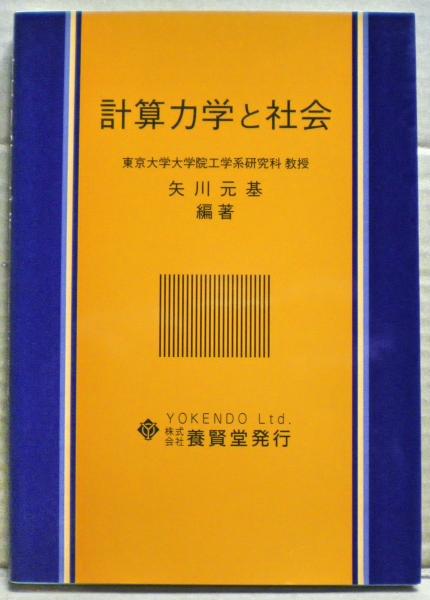 計算力学と社会
東京大学大学院工学系研究科 教授
矢川元基
編著
YOKENDO Ltd.
株式会社 養賢堂発行